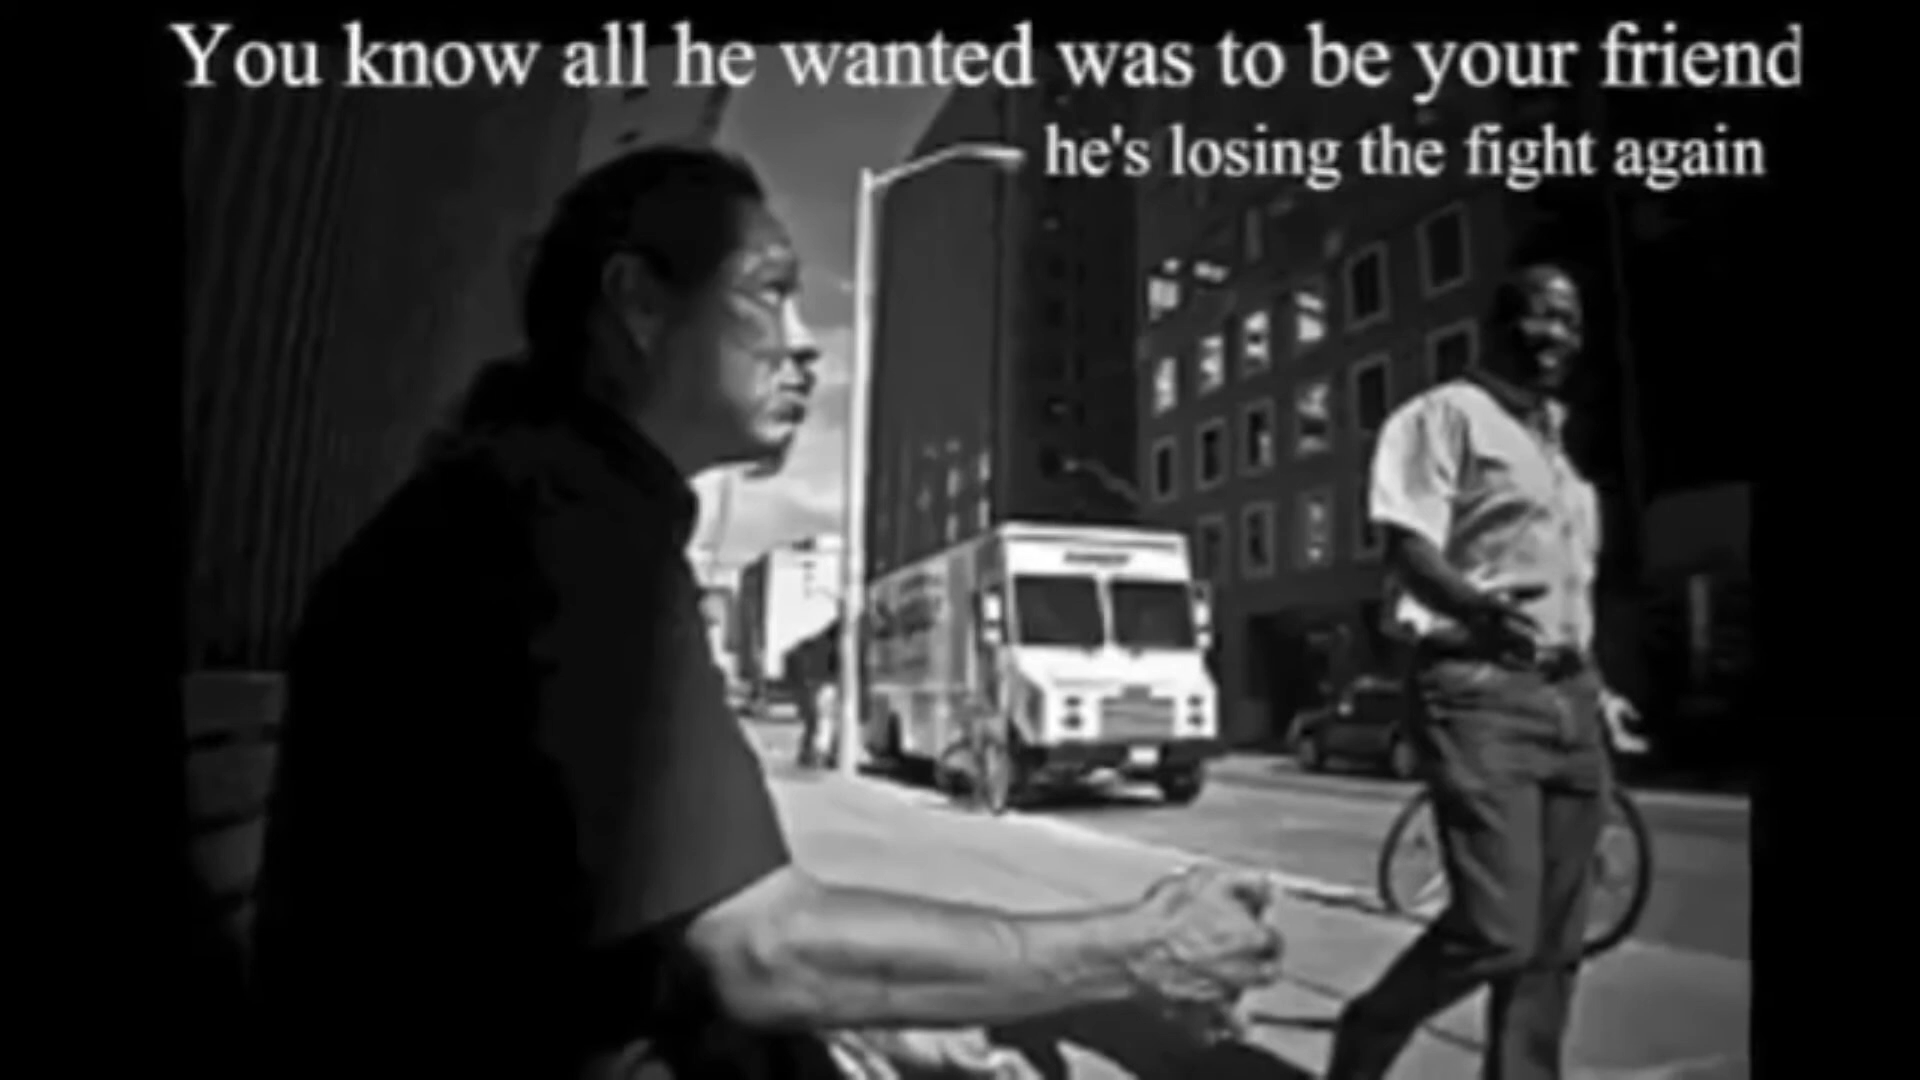 You know all he wanted was to be your friend
he's losing the fight again